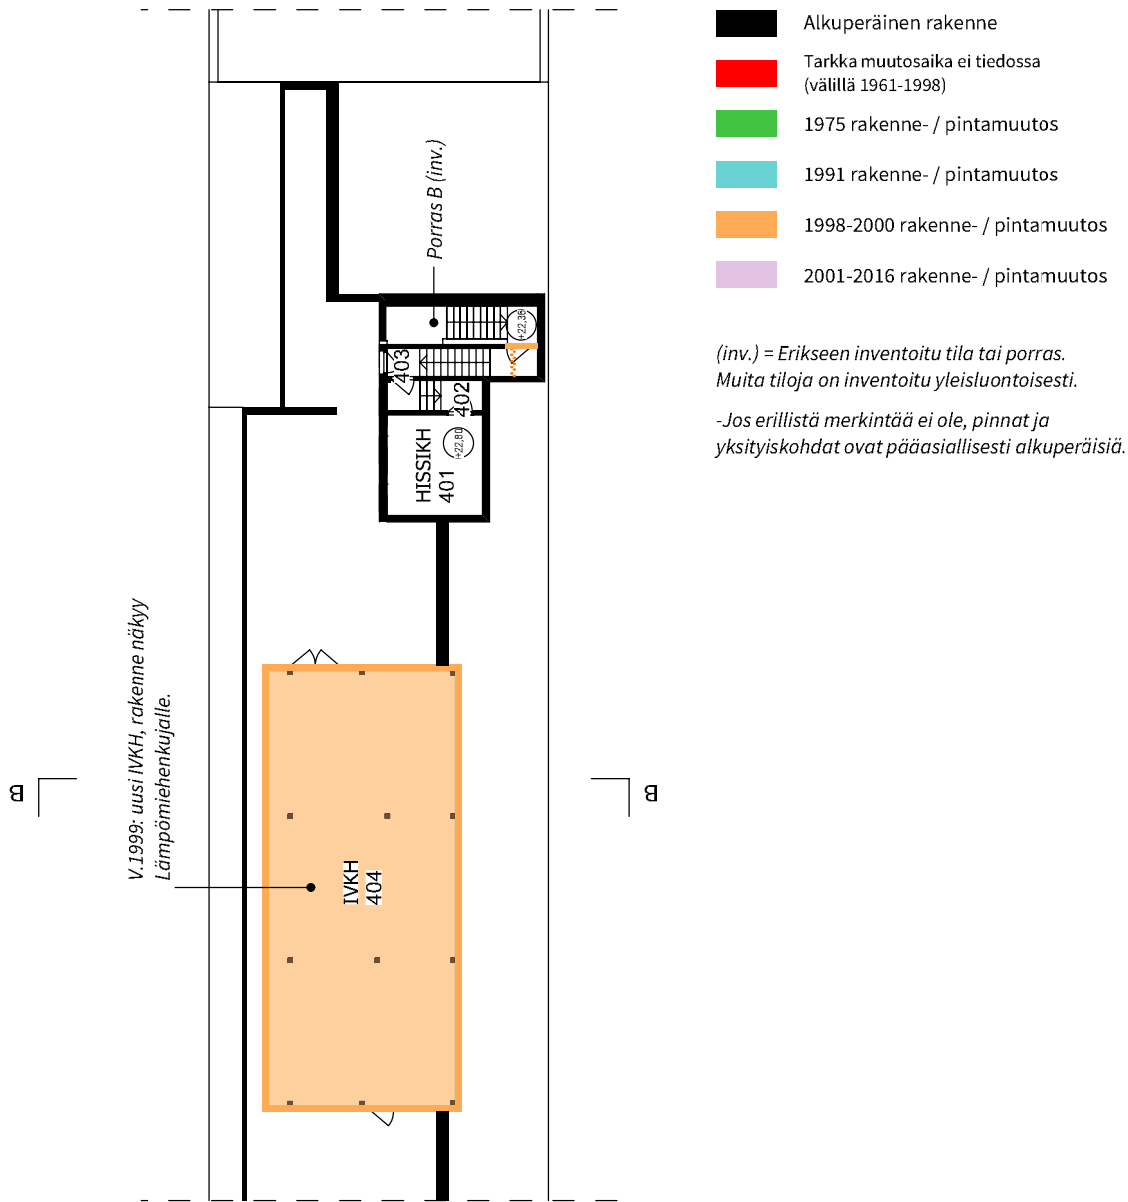 Alkuperäinen rakenne
Tarkka muutosaika ei tiedossa
(välillä 1961-1998)
1975 rakenne- / pintamuutos
1991 rakenne- / pintamuutos
1998-2000 rakenne- / pintamuutos
2001-2016 rakenne- / pintamuutos
(inv.) = Erikseen inventoitu tila tai porras.
Muita tiloja on inventoitu yleisluontoisesti.
-Jos erillistä merkintää ei ole, pinnat ja
yksityiskohdat ovat pääasiallisesti alkuperäisiä.
Porras B (inv.)
+22,38
403
402
+22,80
HISSIKH
401
V.1999: uusi IVKH, rakenne näkyy
Lämpömiehenkujalle.
B
B
IVKH
404